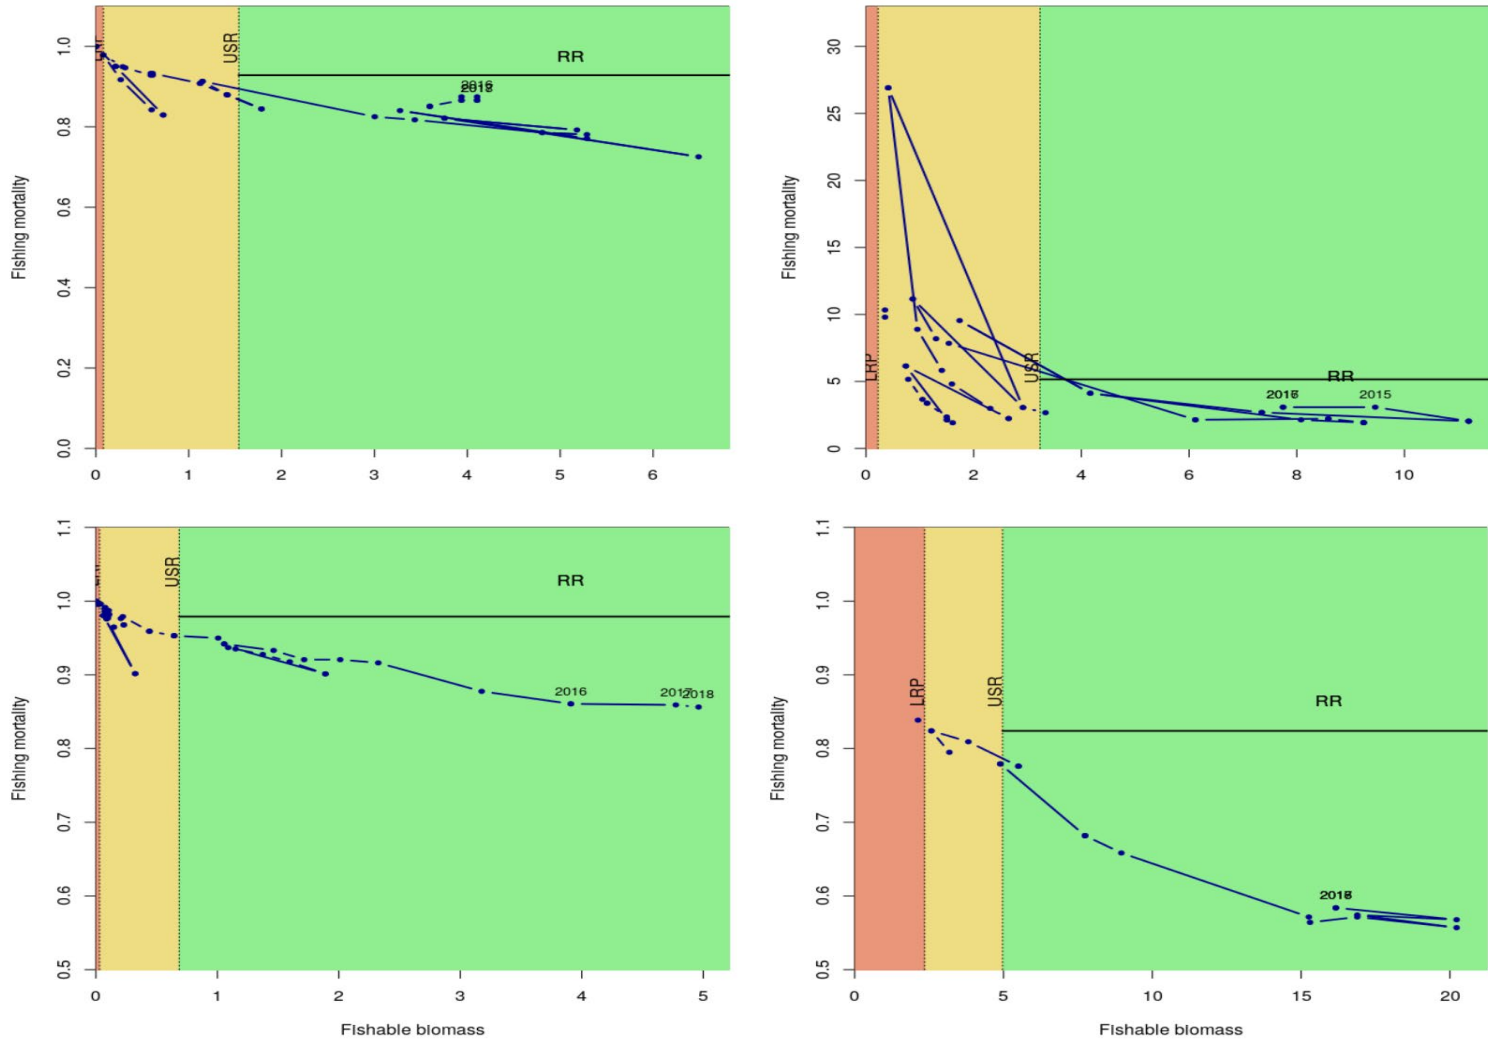 Fishing mortality
0.0 0.2 0.4 0.6 0.8 1.0
USR
RR
0 1 2 3 4 5 6
Fishing mortality
0 5 10 15 20 25 30
LRP
USR
RR
2015
0 2 4 6 8 10
Fishing mortality
0.5 0.6 0.7 0.8 0.9 1.0 1.1
USR
RR
2016
2017
2018
0 1 2 3 4 5
Fishable biomass
Fishing mortality
0.5 0.6 0.7 0.8 0.9 1.0 1.1
LRP
USR
RR
0 5 10 15 20
Fishable biomass